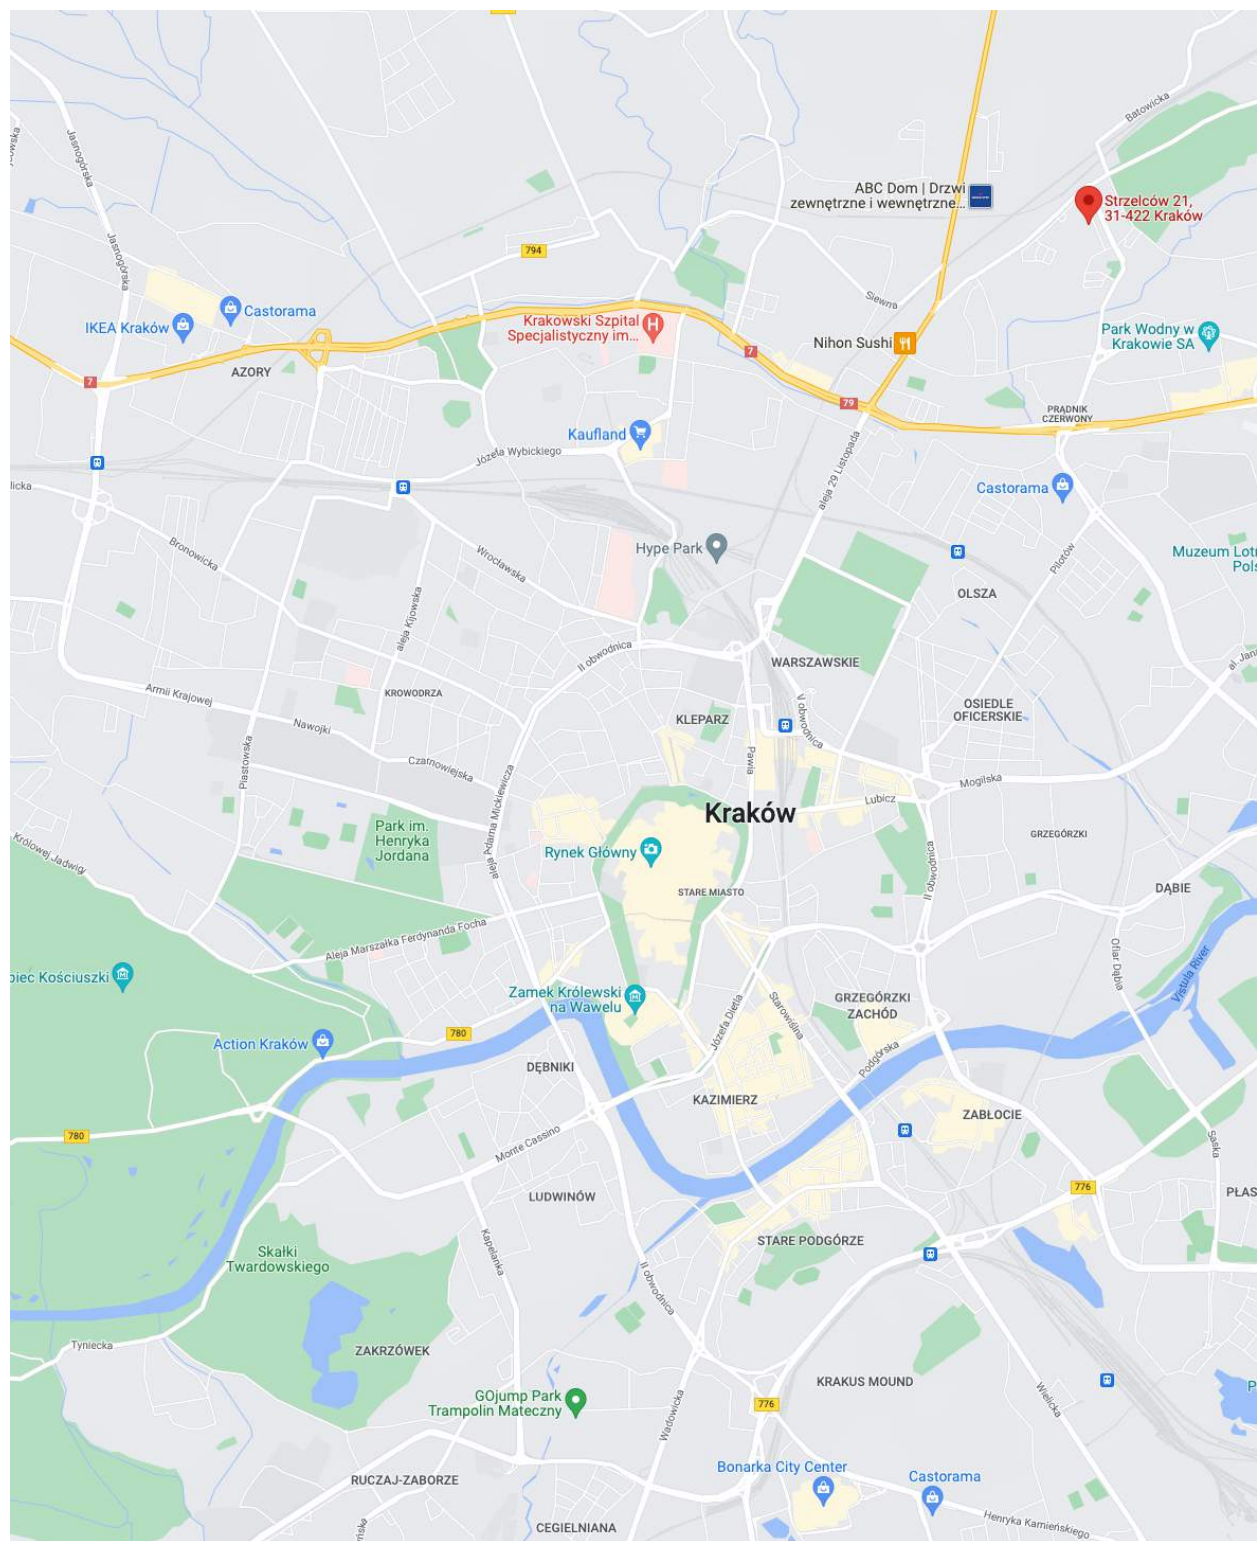 Jasnogórska
Batowicka
ABC Dom | Drzwi
zewnętrzne i wewnętrzne...
Strzelców 21,
31-422 Kraków
Jasnogórska
794
Siewna
IKEA Kraków
Castorama
Krakowski Szpital
Specjalistyczny im...
Nihon Sushi
Park Wodny w
Krakowie SA
7
7
AZORY
79
PRĄDNIK
CZERWONY
Kaufland
Józefa Wybickiego
aleja 29 Listopada
Castorama
Bronowicka
Wrocławska
Hype Park
Pilotów
Muzeum Lotn
Pols
OLSZA
aleja Kijowska
II obwodnica
WARSZAWSKIE
al. Jana
Armii Krajowej
KROWODRZA
Nawojki
KLEPARZ
OSIEDLE
OFICERSKIE
Piastowska
Czarnowiejska
Pawia
Mogilska
aleja Adama Mickiewicza
Kraków
Lubicz
Park im.
Henryka
Jordana
GRZEGÓRZKI
Królowej Jadwigi
Rynek Główny
II obwodnica
STARE MIASTO
DĄBIE
Aleja Marszałka Ferdynanda Focha
Ofiar Dąbia
piec Kościuszki
Vistula River
Zamek Królewski
na Wawelu
GRZEGÓRZKI
ZACHÓD
Józefa Dietla
Starowiślna
780
Action Kraków
DĘBNIKI
Podgórska
KAZIMIERZ
ZABŁOCIE
780
Monte Cassino
Saska
LUDWINÓW
776
PŁAS
Kapelanka
STARE PODGÓRZE
Skałki
Twardowskiego
II obwodnica
Tyniecka
ZAKRZÓWEK
KRAKUS MOUND
GOjump Park
Trampolin Mateczny
776
Wadowicka
Wielicka
Bonarka City Center
Castorama
RUCZAJ-ZABORZE
Henryka Kamieńskiego
CEGIELNIANA